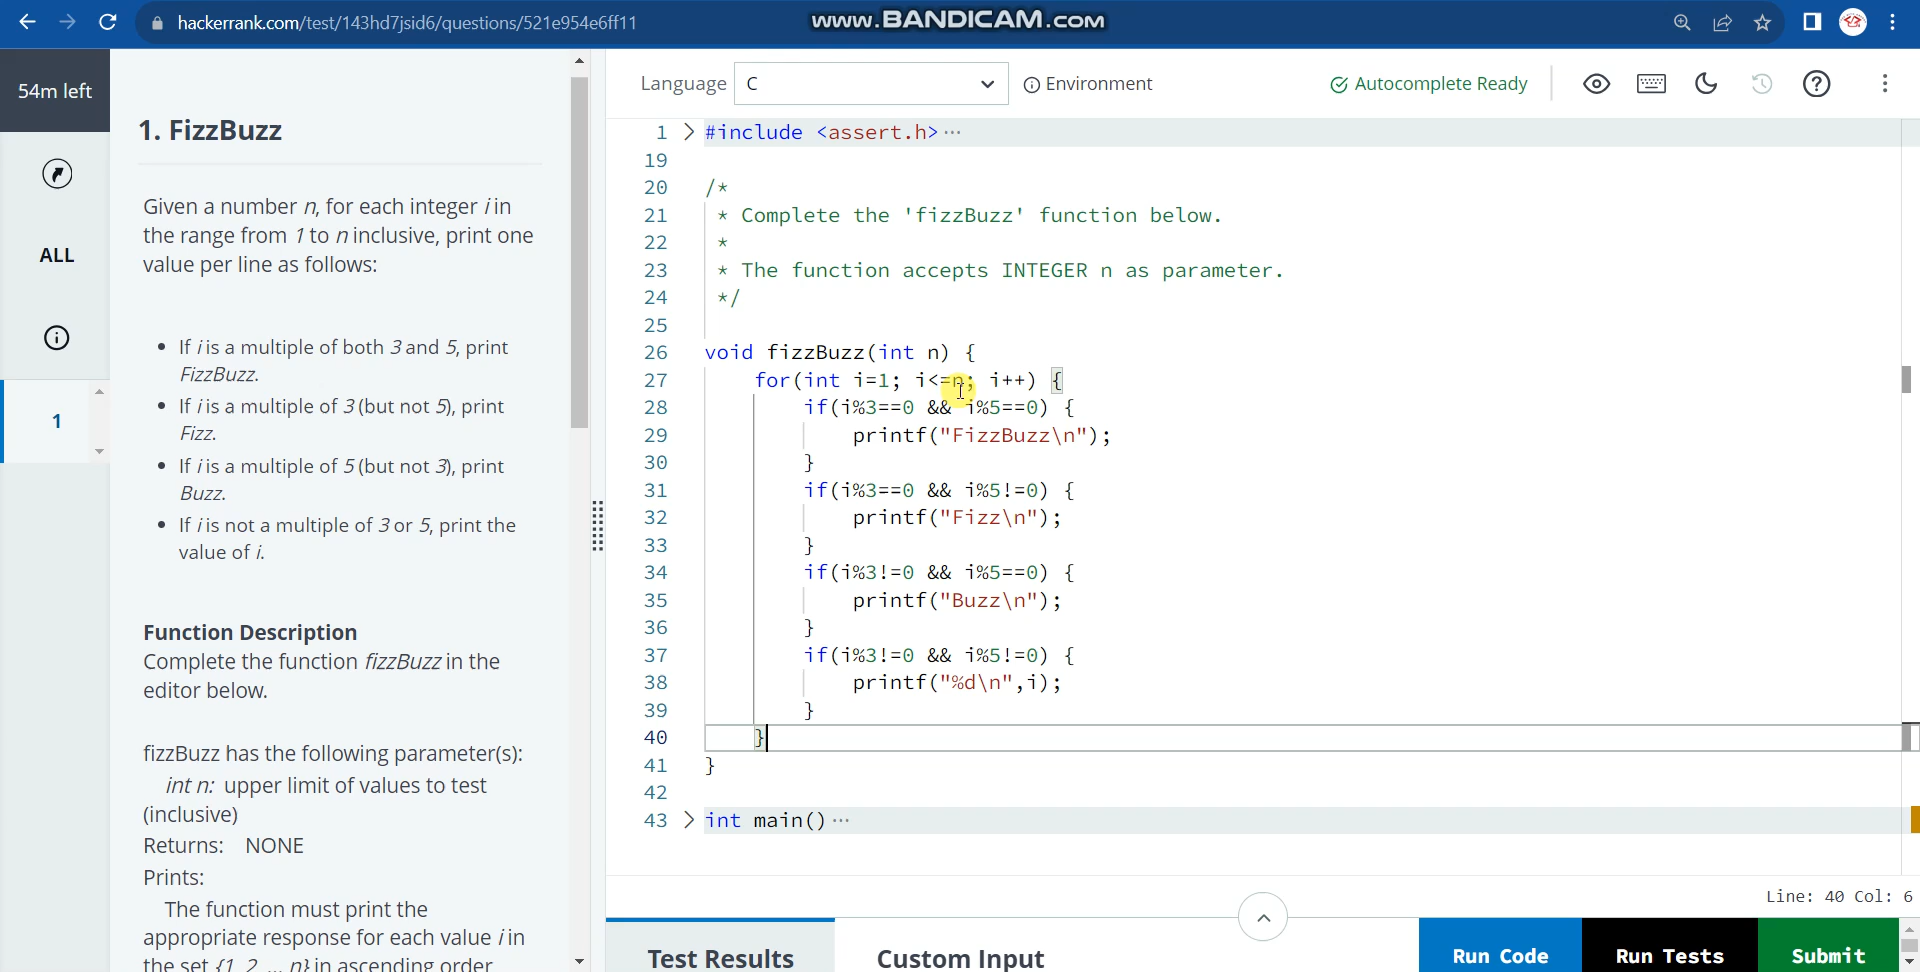 hackerrank.com/test/143hd7jsid6/questions/521e954e6ff11
www.BANDICAM.com
54m left
ALL
1
1. FizzBuzz
Given a number n, for each integer i in
the range from 1 to n inclusive, print one
value per line as follows:
• If i is a multiple of both 3 and 5, print
FizzBuzz.
• If i is a multiple of 3 (but not 5), print
Fizz.
• If i is a multiple of 5 (but not 3), print
Buzz.
• If i is not a multiple of 3 or 5, print the
value of i.
Function Description
Complete the function fizzBuzz in the
editor below.
fizzBuzz has the following parameter(s):
int n: upper limit of values to test
(inclusive)
Returns: NONE
Prints:
The function must print the
appropriate response for each value i in
the set {1, 2, ... n} in ascending order
Language C Environment Autocomplete Ready
1 #include <assert.h>···
19
20 /*
21 * Complete the 'fizzBuzz' function below.
22 *
23 * The function accepts INTEGER n as parameter.
24 */
25
26 void fizzBuzz(int n) {
27 for(int i=1; i<=n; i++) {
28 if(i%3==0 && i%5==0) {
29 printf("FizzBuzz\n");
30 }
31 if(i%3==0 && i%5!=0) {
32 printf("Fizz\n");
33 }
34 if(i%3!=0 && i%5==0) {
35 printf("Buzz\n");
36 }
37 if(i%3!=0 && i%5!=0) {
38 printf("%d\n",i);
39 }
40 }
41 }
42
43 int main()···
Line: 40 Col: 6
Test Results Custom Input Run Code Run Tests Submit